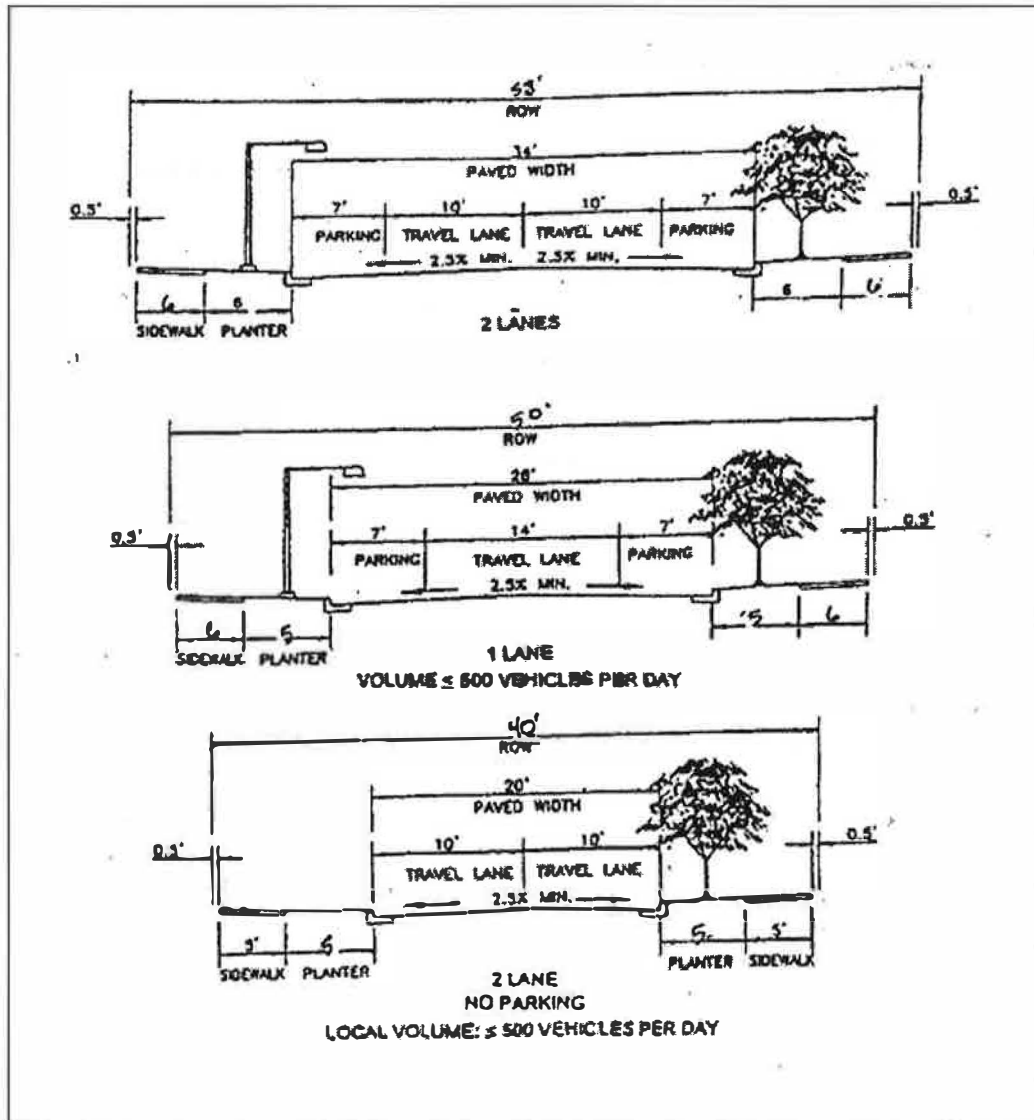 53'
ROW
34'
PAVED WIDTH
0.5' 7' 10' 10' 7' 0.5'
PARKING TRAVEL LANE TRAVEL LANE PARKING
2.5% MIN. 2.5% MIN.
6 6 6 6
SIDEWALK PLANTER
2 LANES
50'
ROW
28'
PAVED WIDTH
0.5' 7' 14' 7' 0.5'
PARKING TRAVEL LANE PARKING
2.5% MIN.
6 5 5 6
SIDEWALK PLANTER
1 LANE
VOLUME ≤ 500 VEHICLES PER DAY
40'
ROW
20'
PAVED WIDTH
0.5' 10' 10' 0.5'
TRAVEL LANE TRAVEL LANE
2.5% MIN.
5' 5 5 5'
SIDEWALK PLANTER PLANTER SIDEWALK
2 LANE
NO PARKING
LOCAL VOLUME: ≤ 500 VEHICLES PER DAY